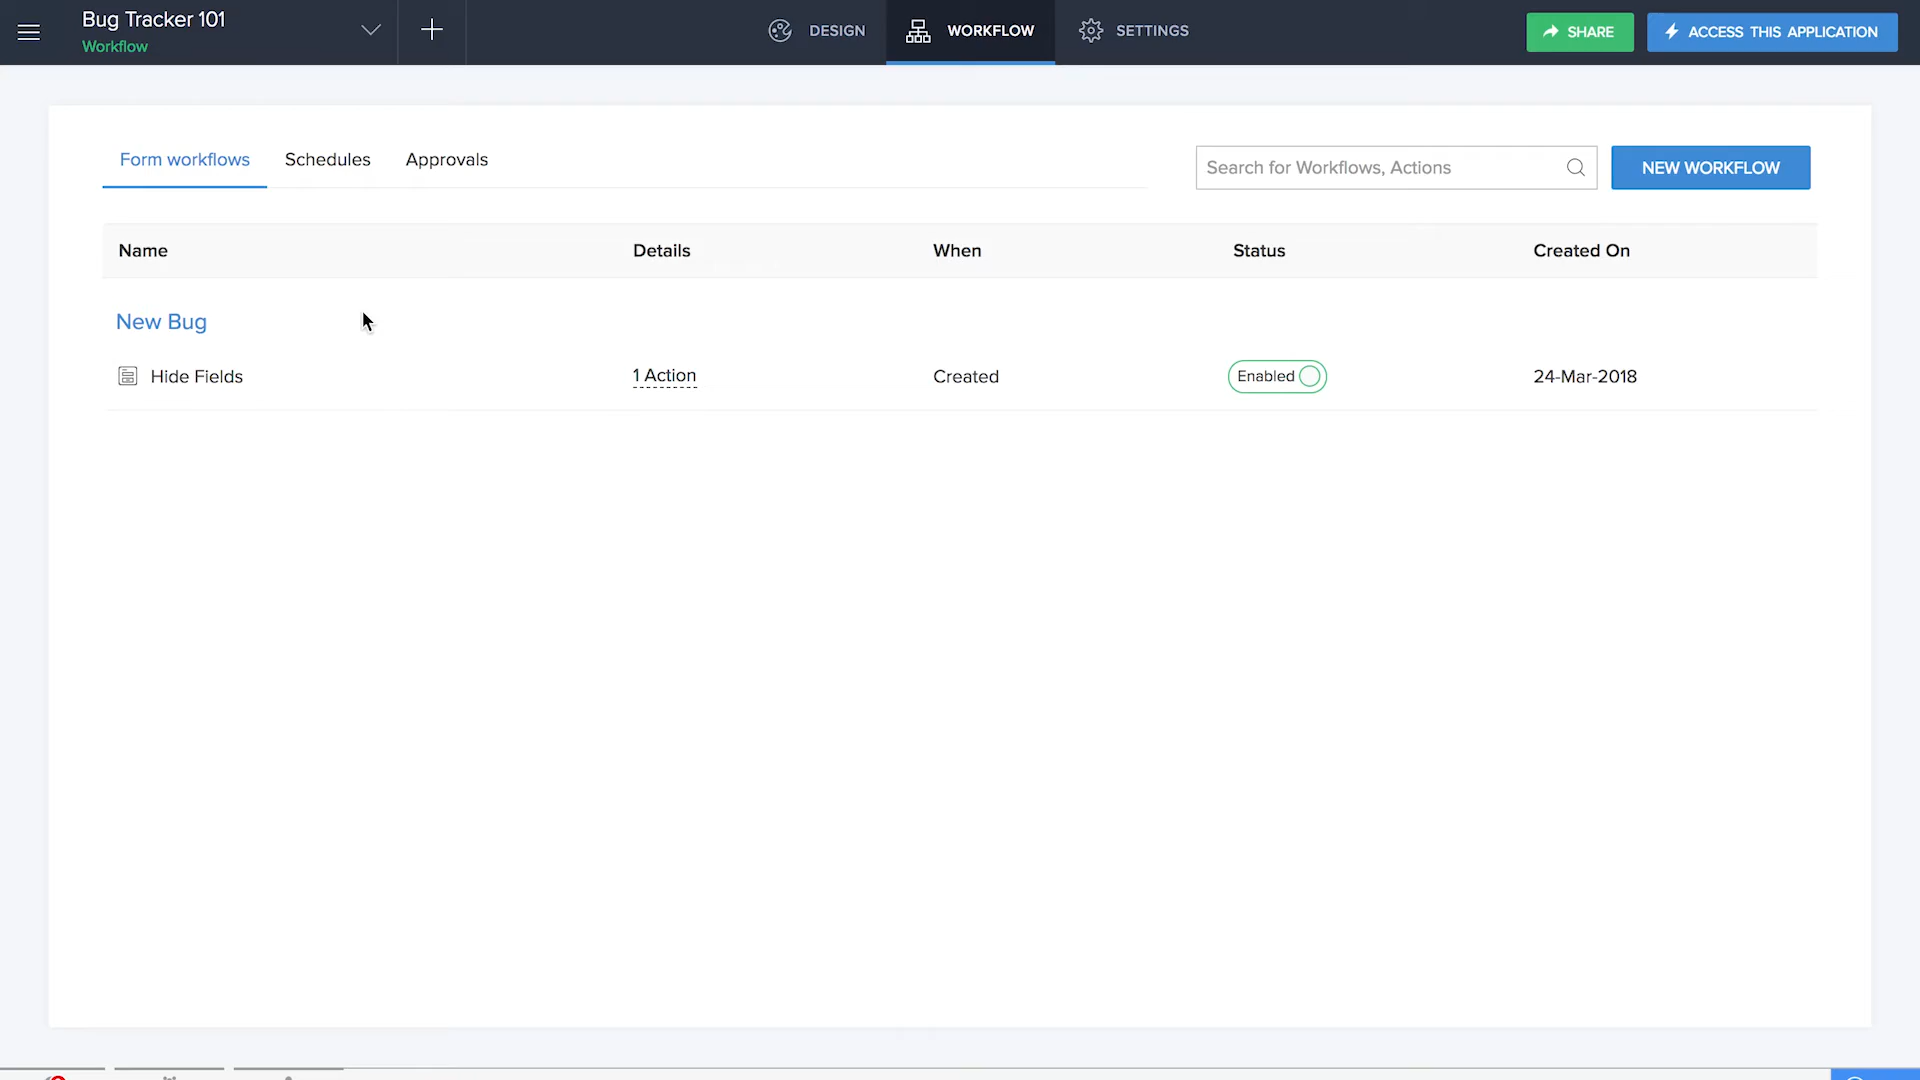 Bug Tracker 101
Workflow
DESIGN
WORKFLOW
SETTINGS
SHARE
ACCESS THIS APPLICATION
Form workflows
Schedules
Approvals
Search for Workflows, Actions
NEW WORKFLOW
Name
Details
When
Status
Created On
New Bug
Hide Fields
1 Action
Created
Enabled
24-Mar-2018